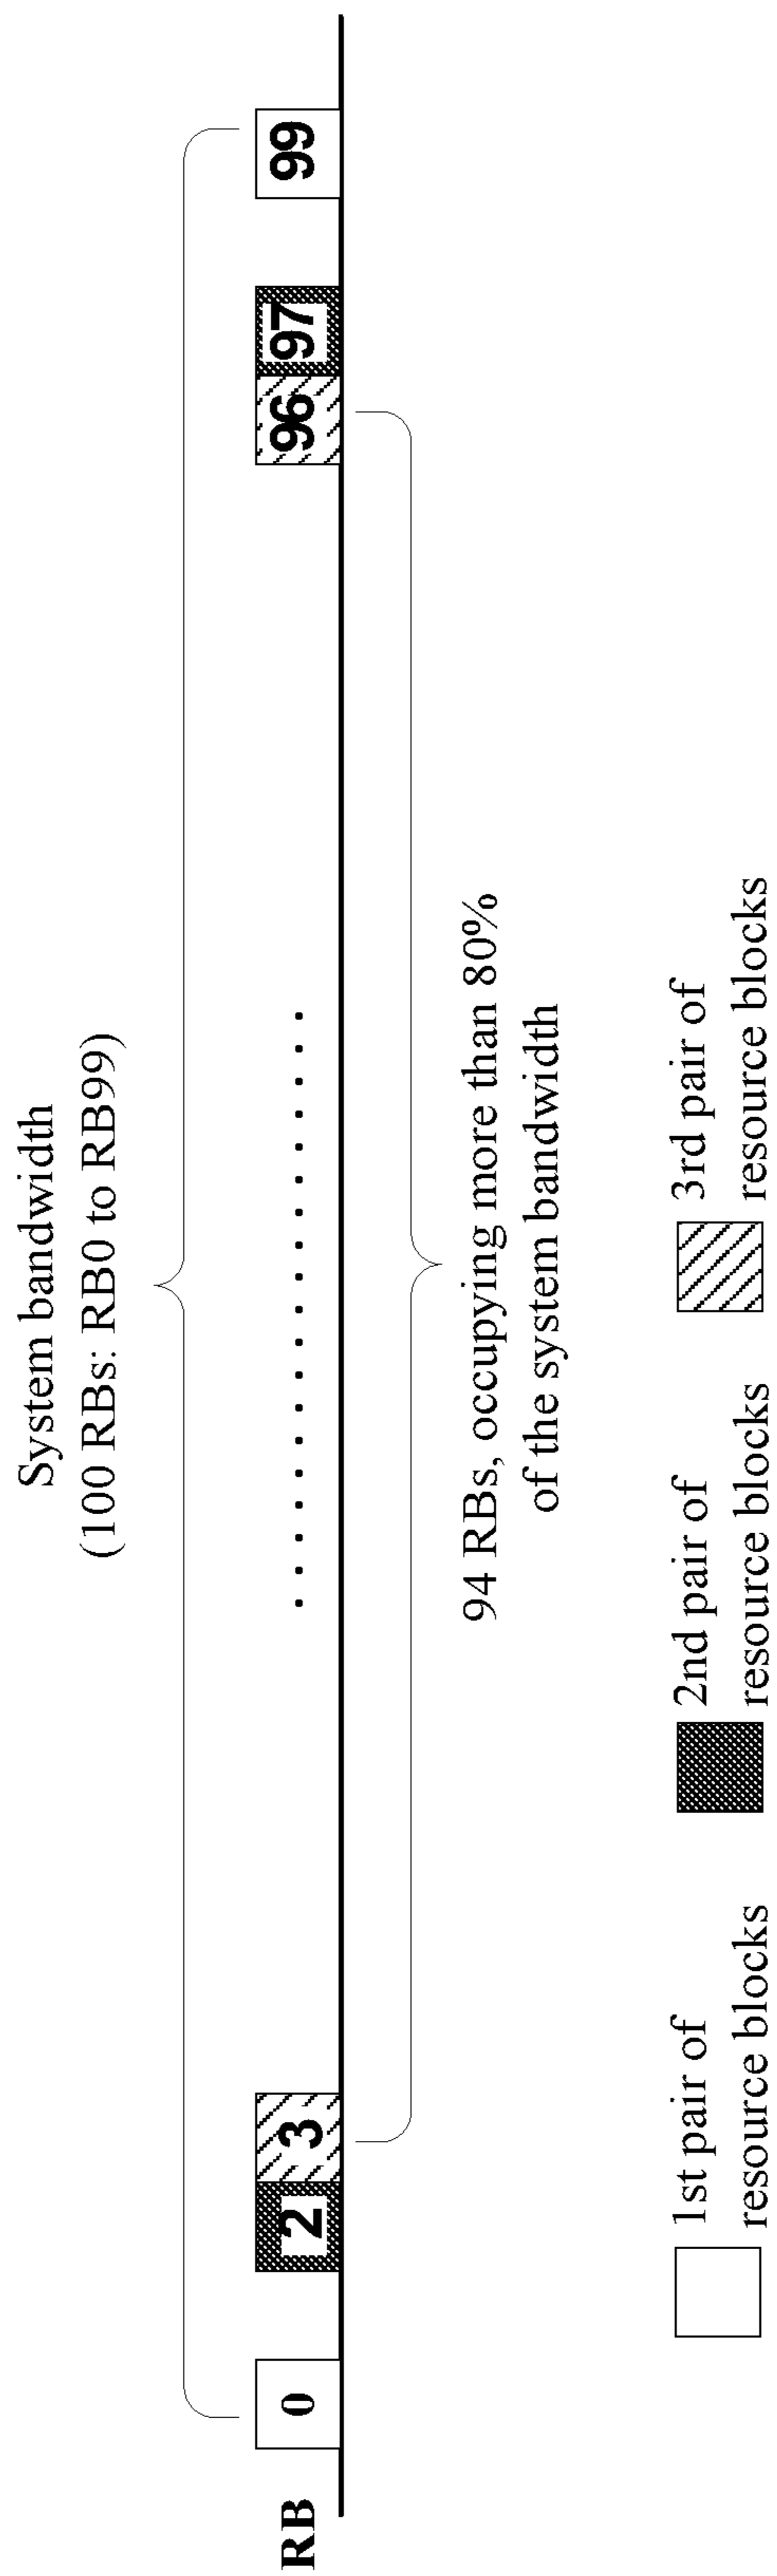 System bandwidth
(100 RBs: RB0 to RB99)
RB 0 2 3 96 97 99
94 RBs, occupying more than 80%
of the system bandwidth
1st pair of
resource blocks
2nd pair of
resource blocks
3rd pair of
resource blocks